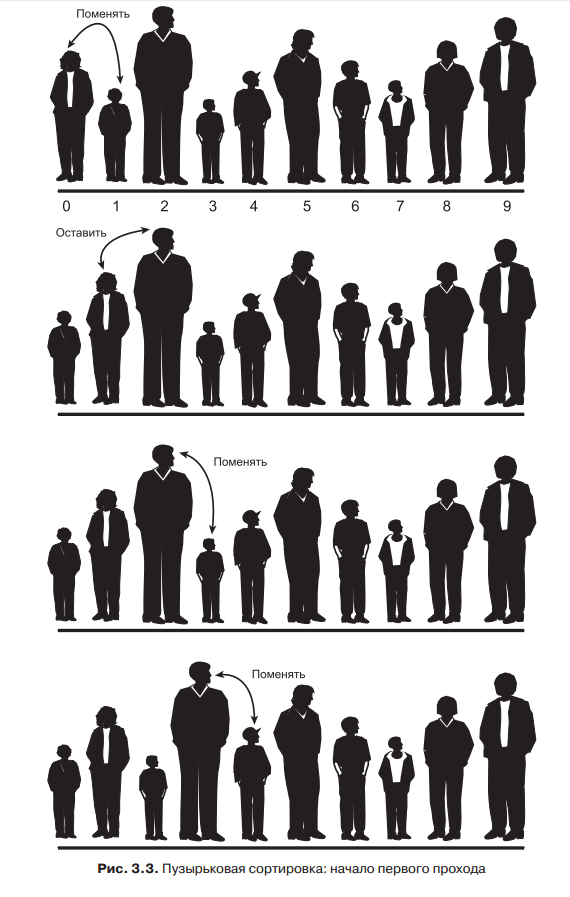 Поменять
0 1 2 3 4 5 6 7 8 9
Оставить
Поменять
Поменять
Рис. 3.3. Пузырьковая сортировка: начало первого прохода